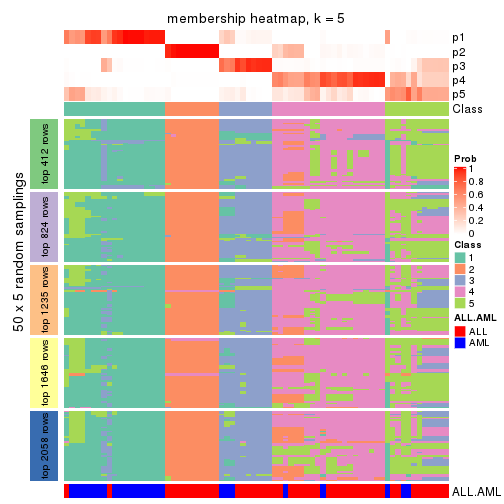 membership heatmap, k = 5
p1
p2
p3
p4
p5
Class
50 x 5 random samplings
top 412 rows
top 824 rows
top 1235 rows
top 1646 rows
top 2058 rows
ALL.AML
Prob
1
0.8
0.6
0.4
0.2
0
Class
1
2
3
4
5
ALL.AML
ALL
AML